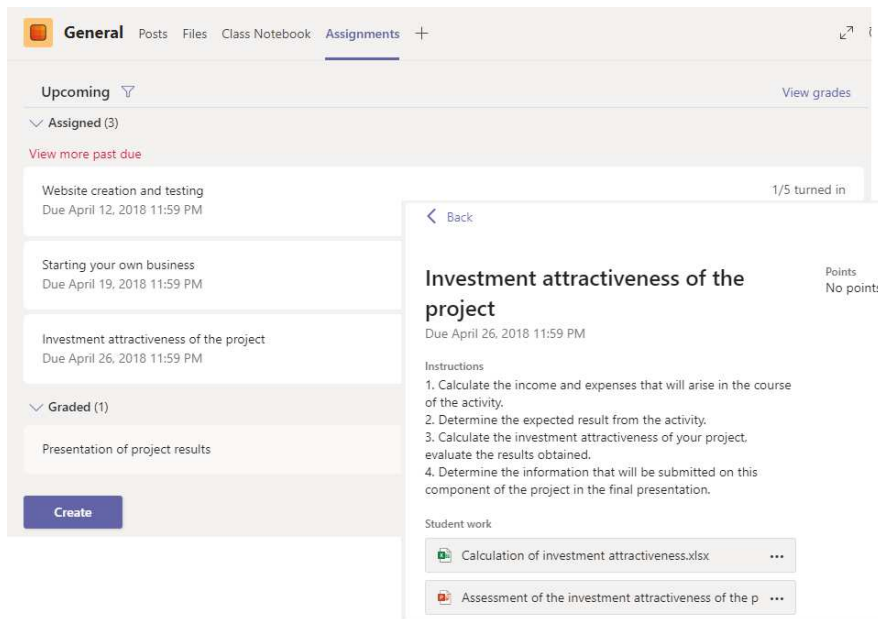 General Posts Files Class Notebook Assignments +
Upcoming
View grades
Assigned (3)
View more past due
Website creation and testing
1/5 turned in
Due April 12, 2018 11:59 PM
Starting your own business
Due April 19, 2018 11:59 PM
Investment attractiveness of the project
Due April 26, 2018 11:59 PM
Graded (1)
Presentation of project results
Create
Back
Investment attractiveness of the
project
Due April 26, 2018 11:59 PM
Points
No points
Instructions
1. Calculate the income and expenses that will arise in the course
of the activity.
2. Determine the expected result from the activity.
3. Calculate the investment attractiveness of your project,
evaluate the results obtained.
4. Determine the information that will be submitted on this
component of the project in the final presentation.
Student work
Calculation of investment attractiveness.xlsx ...
Assessment of the investment attractiveness of the p ...